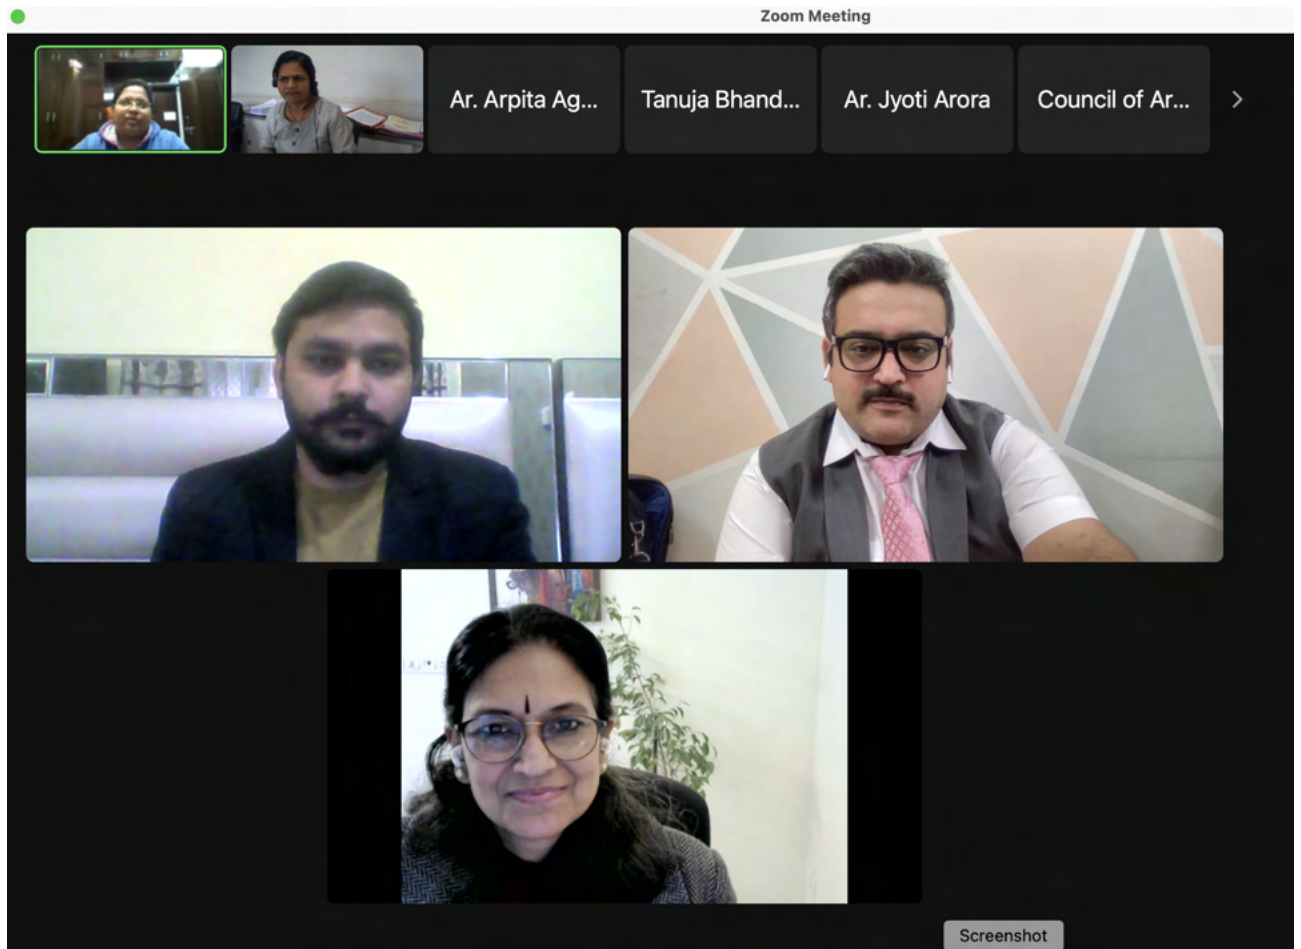 Zoom Meeting
Ar. Arpita Ag...
Tanuja Bhand...
Ar. Jyoti Arora
Council of Ar...
Screenshot